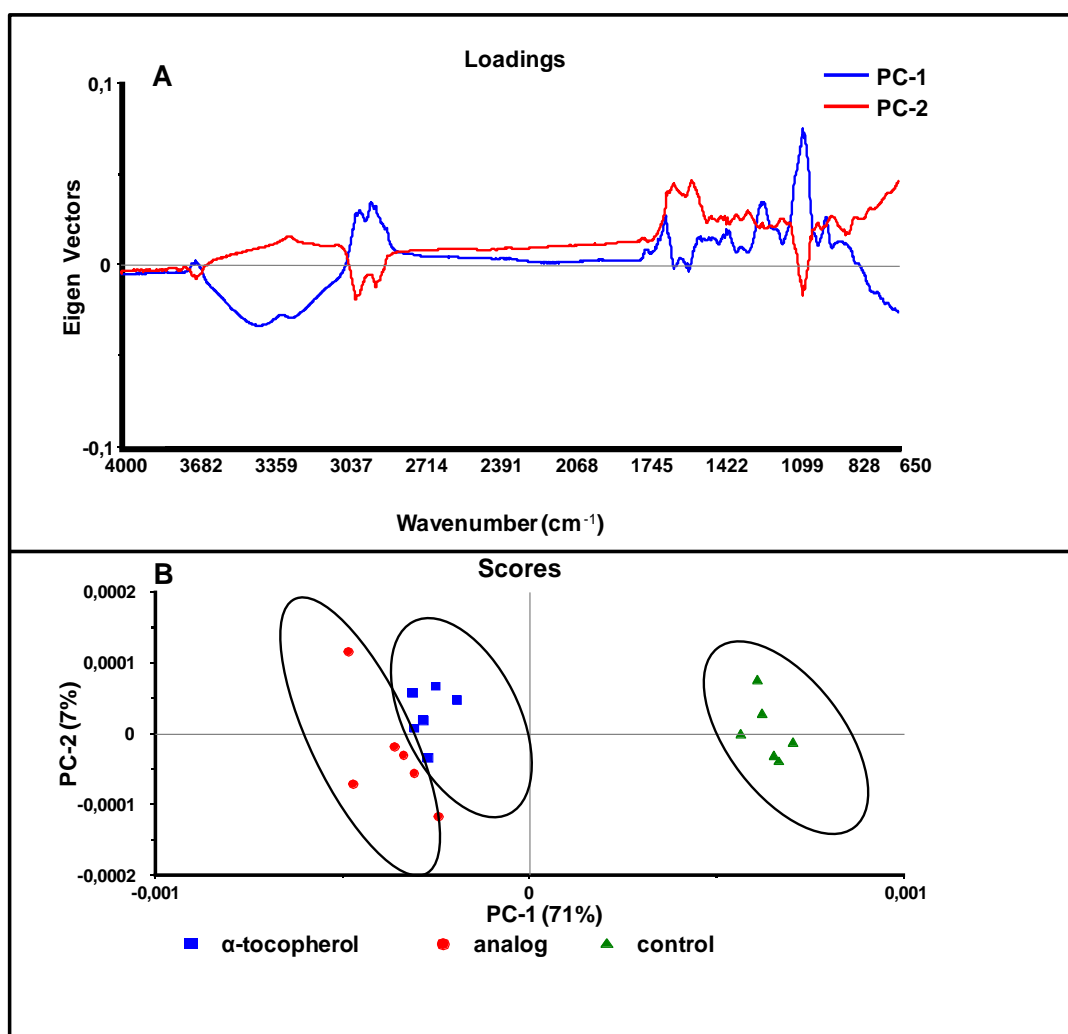 A
Loadings
PC-1
PC-2
0,1
0
-0,1
Eigen Vectors
4000 3682 3359 3037 2714 2391 2068 1745 1422 1099 828 650
Wavenumber (cm-1)
B
Scores
0,0002
0,0001
0
-0,0001
-0,0002
PC-2 (7%)
-0,001 0 0,001
PC-1 (71%)
α-tocopherol analog control